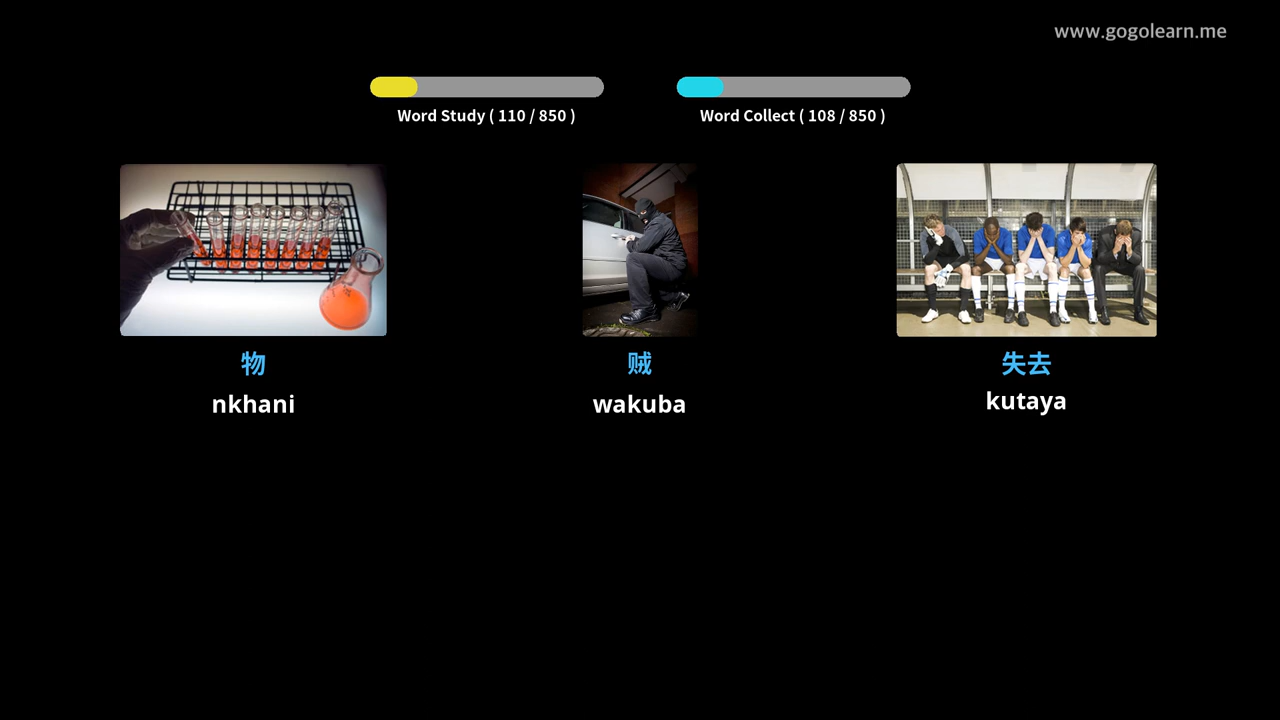 www.gogolearn.me
Word Study ( 110 / 850 )
Word Collect ( 108 / 850 )
物
nkhani
贼
wakuba
失去
kutaya